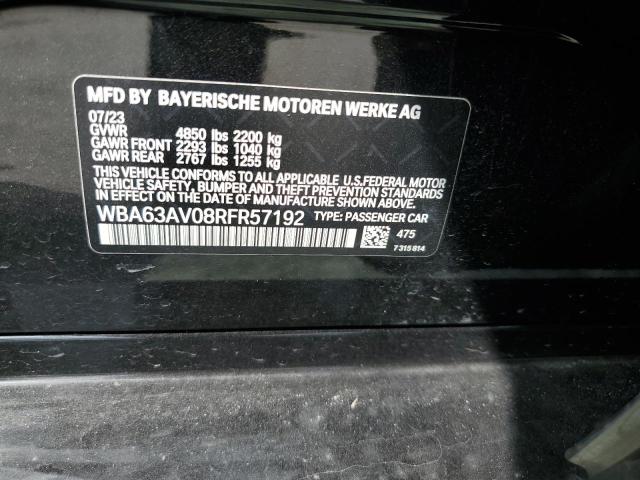 MFD BY BAYERISCHE MOTOREN WERKE AG
07/23
GVWR 4850 lbs 2200 kg
GAWR FRONT 2293 lbs 1040 kg
GAWR REAR 2767 lbs 1255 kg
THIS VEHICLE CONFORMS TO ALL APPLICABLE U.S.FEDERAL MOTOR
VEHICLE SAFETY, BUMPER AND THEFT PREVENTION STANDARDS
IN EFFECT ON THE DATE OF MANUFACTURE SHOWN ABOVE.
WBA63AV08RFR57192 TYPE: PASSENGER CAR
475
7315814